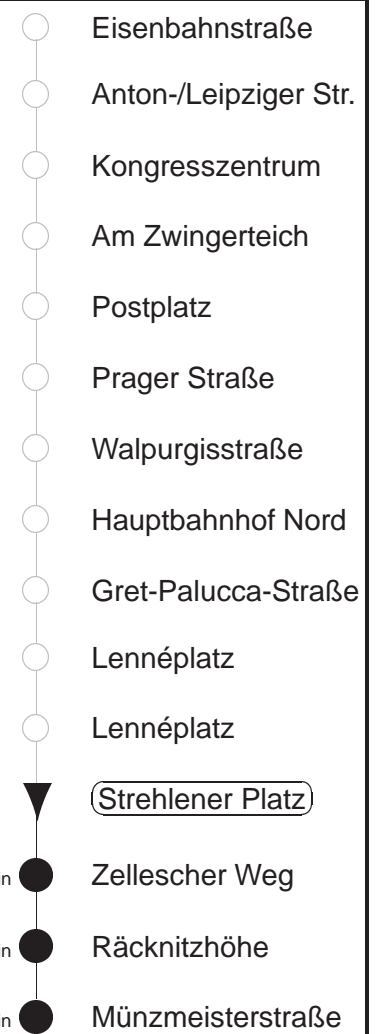 Eisenbahnstraße
Anton-/Leipziger Str.
Kongresszentrum
Am Zwingerteich
Postplatz
Prager Straße
Walpurgisstraße
Hauptbahnhof Nord
Gret-Palucca-Straße
Lennéplatz
Lennéplatz
Strehlener Platz
Zellescher Weg
Räcknitzhöhe
Münzmeisterstraße